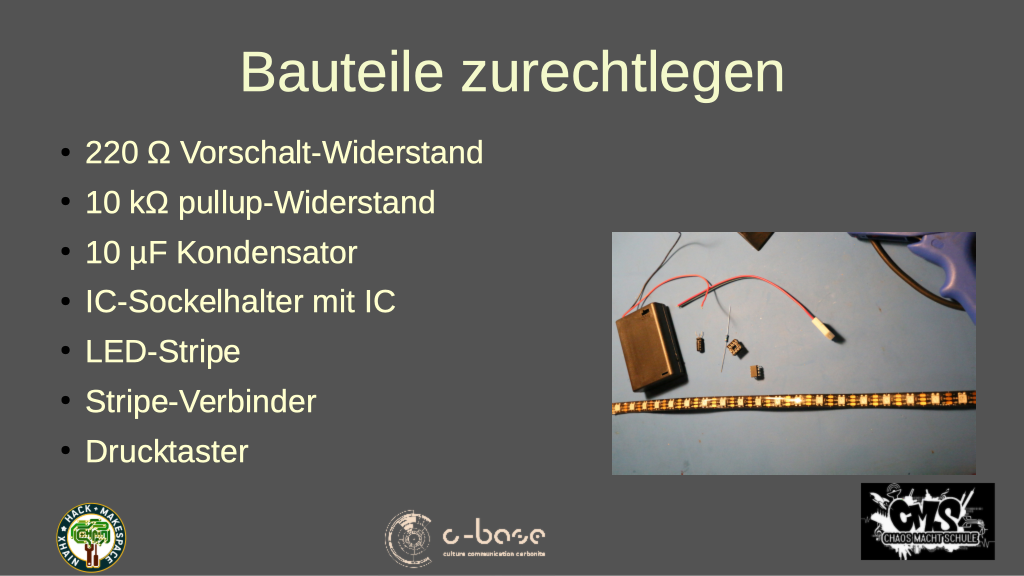 Bauteile zurechtlegen
• 220 Ω Vorschalt-Widerstand
• 10 kΩ pullup-Widerstand
• 10 µF Kondensator
• IC-Sockelhalter mit IC
• LED-Stripe
• Stripe-Verbinder
• Drucktaster
XHAIN ★ HACK + MAKESPACE
c-base
culture communication carbonite
CMS
CHAOS MACHT SCHULE